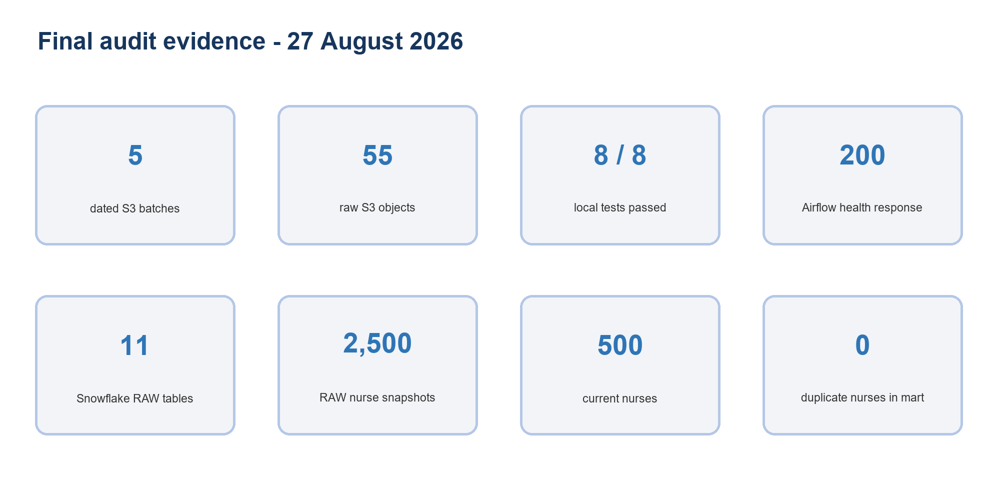 Final audit evidence - 27 August 2026
5
dated S3 batches
55
raw S3 objects
8 / 8
local tests passed
200
Airflow health response
11
Snowflake RAW tables
2,500
RAW nurse snapshots
500
current nurses
0
duplicate nurses in mart